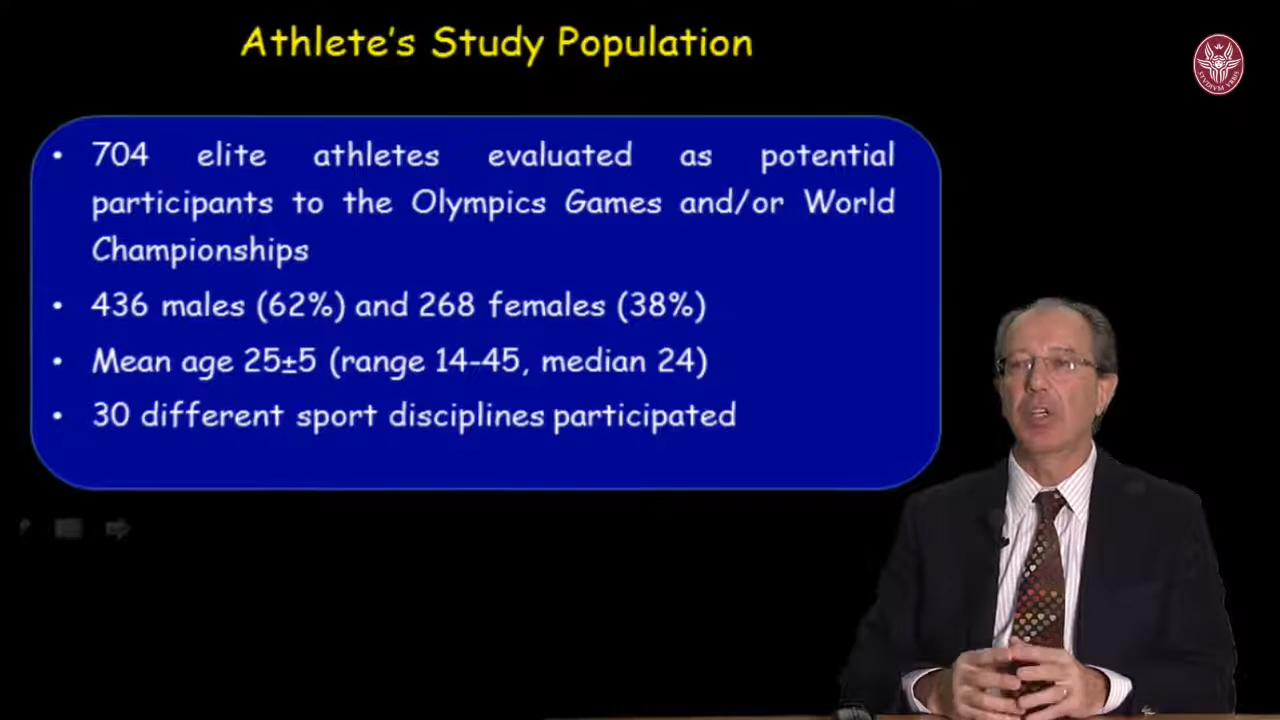 Athlete's Study Population
• 704 elite athletes evaluated as potential
participants to the Olympics Games and/or World
Championships
• 436 males (62%) and 268 females (38%)
• Mean age 25±5 (range 14-45, median 24)
• 30 different sport disciplines participated
STVDIVM VRBIS